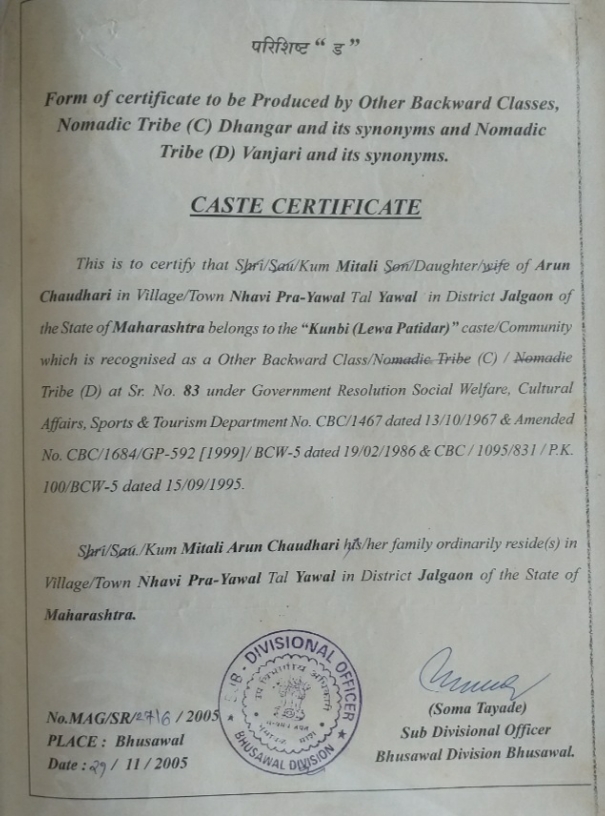 परिशिष्ट “ ड ”
Form of certificate to be Produced by Other Backward Classes,
Nomadic Tribe (C) Dhangar and its synonyms and Nomadic
Tribe (D) Vanjari and its synonyms.
CASTE CERTIFICATE
This is to certify that Shri/Sau/Kum Mitali Son/Daughter/wife of Arun
Chaudhari in Village/Town Nhavi Pra-Yawal Tal Yawal in District Jalgaon of
the State of Maharashtra belongs to the “Kunbi (Lewa Patidar)” caste/Community
which is recognised as a Other Backward Class/Nomadic Tribe (C) / Nomadie
Tribe (D) at Sr. No. 83 under Government Resolution Social Welfare, Cultural
Affairs, Sports & Tourism Department No. CBC/1467 dated 13/10/1967 & Amended
No. CBC/1684/GP-592 [1999]/ BCW-5 dated 19/02/1986 & CBC / 1095/831 / P.K.
100/BCW-5 dated 15/09/1995.
Shri/Sau./Kum Mitali Arun Chaudhari his/her family ordinarily reside(s) in
Village/Town Nhavi Pra-Yawal Tal Yawal in District Jalgaon of the State of
Maharashtra.
SUB - DIVISIONAL OFFICER
BHUSAWAL DIVISION
No.MAG/SR/2716 / 2005
PLACE : Bhusawal
Date : 29 / 11 / 2005
(Soma Tayade)
Sub Divisional Officer
Bhusawal Division Bhusawal.